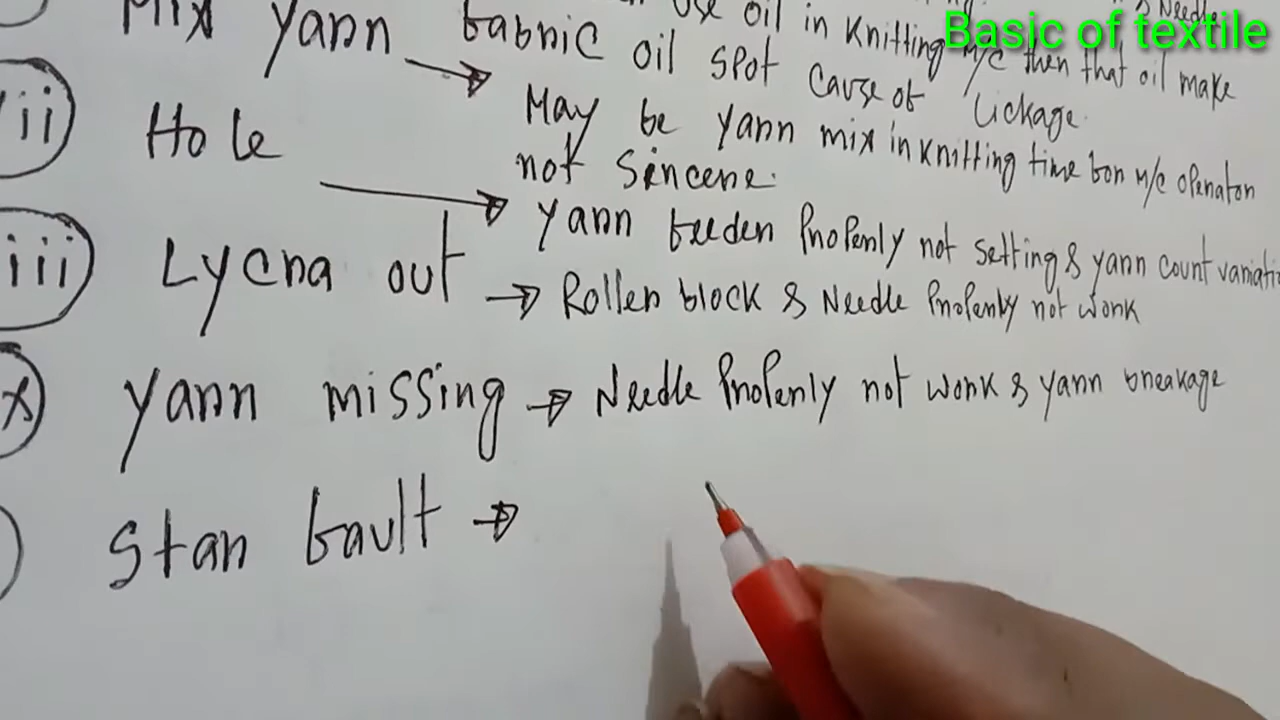 Basic of textile
Use oil in Knitting m/c then that oil make
fabric oil spot cause of Lickage.
Mix yarn → May be yarn mix in Knitting time for m/c operator
not sincere.
ii Hole → Yarn feeder Properly not setting & yarn count
iii Lycra out → Roller block & Needle Properly not work
x Yarn missing → Needle Properly not work & yarn breakage
Star fault →